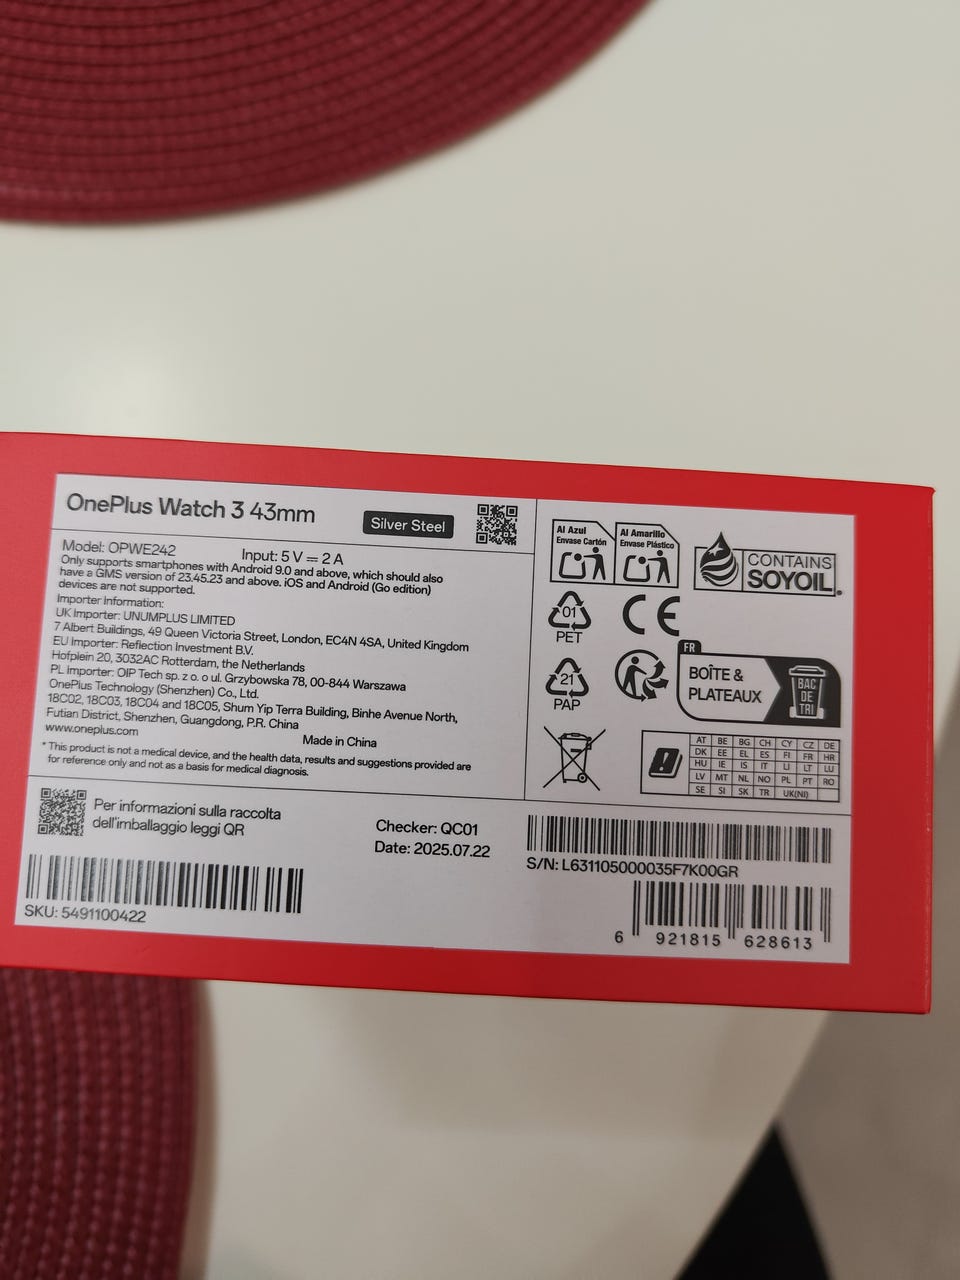 OnePlus Watch 3 43mm
Silver Steel
Model: OPWE242
Input: 5 V ⎓ 2 A
Only supports smartphones with Android 9.0 and above, which should also
have a GMS version of 23.45.23 and above. iOS and Android (Go edition)
devices are not supported.
Importer Information:
UK Importer: UNUMPLUS LIMITED
7 Albert Buildings, 49 Queen Victoria Street, London, EC4N 4SA, United Kingdom
EU Importer: Reflection Investment B.V.
Hofplein 20, 3032AC Rotterdam, the Netherlands
PL Importer: OIP Tech sp. z o. o ul. Grzybowska 78, 00-844 Warszawa
OnePlus Technology (Shenzhen) Co., Ltd.
18C02, 18C03, 18C04 and 18C05, Shum Yip Terra Building, Binhe Avenue North,
Futian District, Shenzhen, Guangdong, P.R. China
www.oneplus.com
Made in China
* This product is not a medical device, and the health data, results and suggestions provided are
for reference only and not as a basis for medical diagnosis.
Al Azul
Envase Cartón
Al Amarillo
Envase Plástico
CONTAINS
SOYOIL
01
PET
CE
21
PAP
FR
BOÎTE &
PLATEAUX
BAC
DE
TRI
AT BE BG CH CY CZ DE
DK EE EL ES FI FR HR
HU IE IS IT LI LT LU
LV MT NL NO PL PT RO
SE SI SK TR UK(NI)
Per informazioni sulla raccolta
dell'imballaggio leggi QR
Checker: QC01
Date: 2025.07.22
SKU: 5491100422
S/N: L631105000035F7K00GR
6 921815 628613